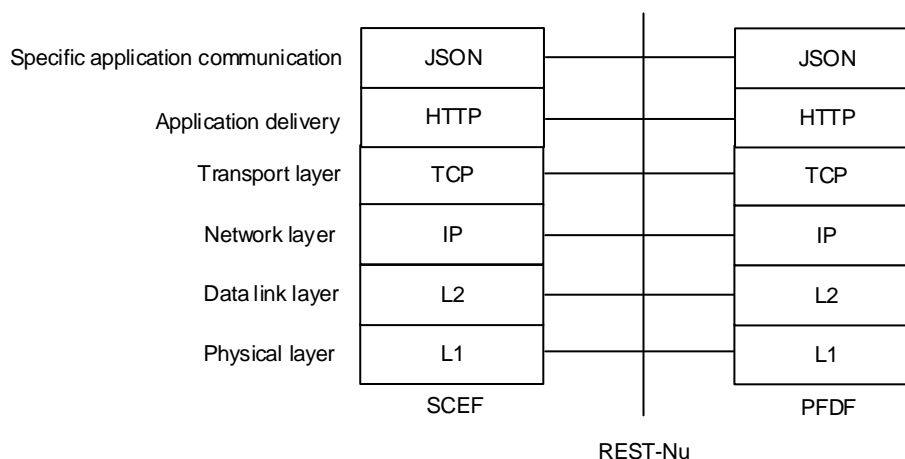 Specific application communication JSON JSON
Application delivery HTTP HTTP
Transport layer TCP TCP
Network layer IP IP
Data link layer L2 L2
Physical layer L1 L1
SCEF PFDF
REST-Nu